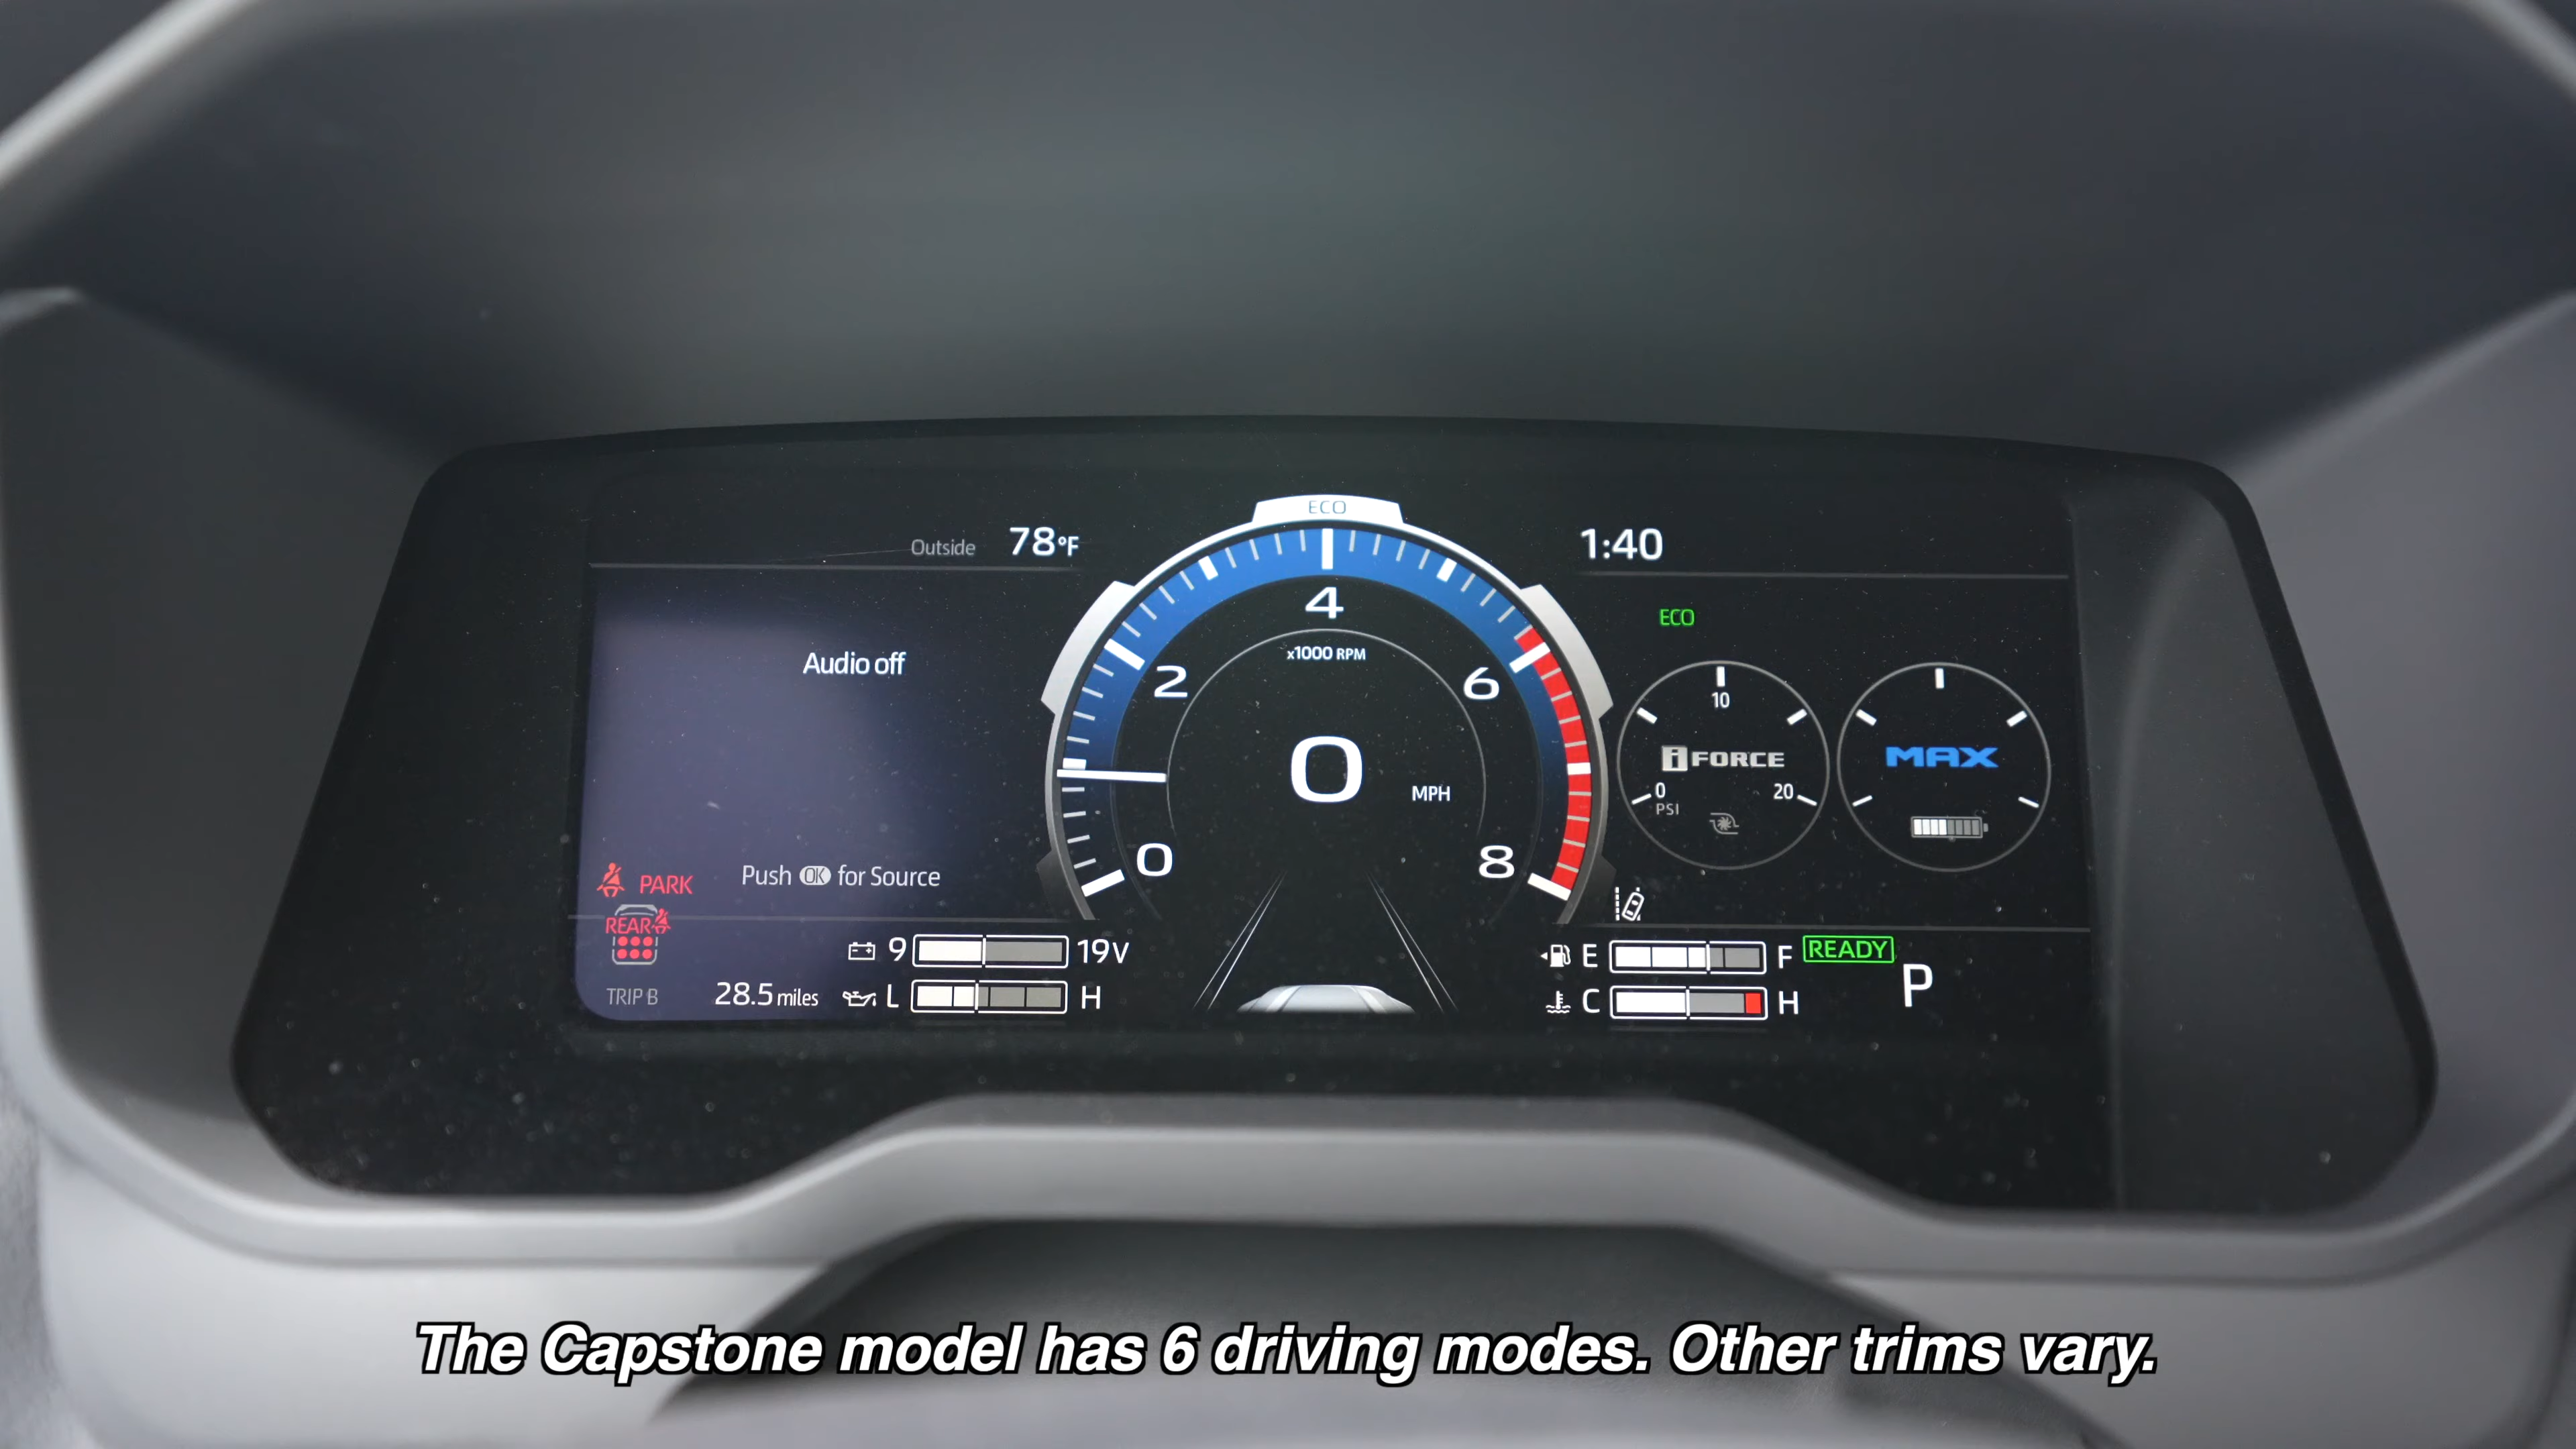 ECO
Outside 78°F
1:40
ECO
Audio off
4
x1000 RPM
2
6
10
iFORCE
MAX
0
MPH
0
PSI
20
0
8
PARK
Push OK for Source
REAR
9
19V
E
F
READY
P
TRIP B
28.5 miles
L
H
C
H
The Capstone model has 6 driving modes. Other trims vary.